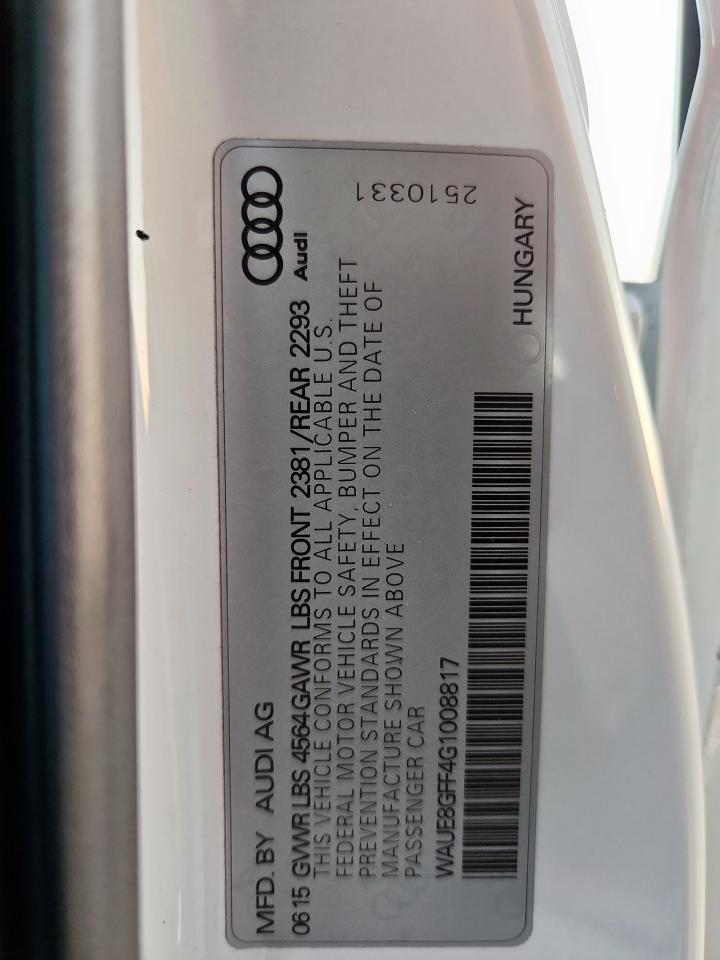 MFD. BY AUDI AG
Audi
06 15 GVWR LBS 4564 GAWR LBS FRONT 2381/REAR 2293
THIS VEHICLE CONFORMS TO ALL APPLICABLE U.S.
FEDERAL MOTOR VEHICLE SAFETY, BUMPER AND THEFT
PREVENTION STANDARDS IN EFFECT ON THE DATE OF
MANUFACTURE SHOWN ABOVE
PASSENGER CAR
2510331
WAUE8GFF4G1008817
HUNGARY